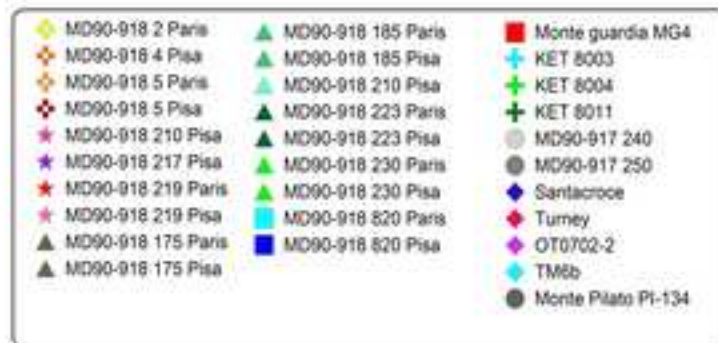 MD90-918 2 Paris
MD90-918 4 Pisa
MD90-918 5 Paris
MD90-918 5 Pisa
MD90-918 210 Pisa
MD90-918 217 Pisa
MD90-918 219 Paris
MD90-918 219 Pisa
MD90-918 175 Paris
MD90-918 175 Pisa
MD90-918 185 Paris
MD90-918 185 Pisa
MD90-918 210 Pisa
MD90-918 223 Paris
MD90-918 223 Pisa
MD90-918 230 Paris
MD90-918 230 Pisa
MD90-918 820 Paris
MD90-918 820 Pisa
Monte guardia MG4
KET 8003
KET 8004
KET 8011
MD90-917 240
MD90-917 250
Santacroce
Turney
OT0702-2
TM6b
Monte Pilato PI-134